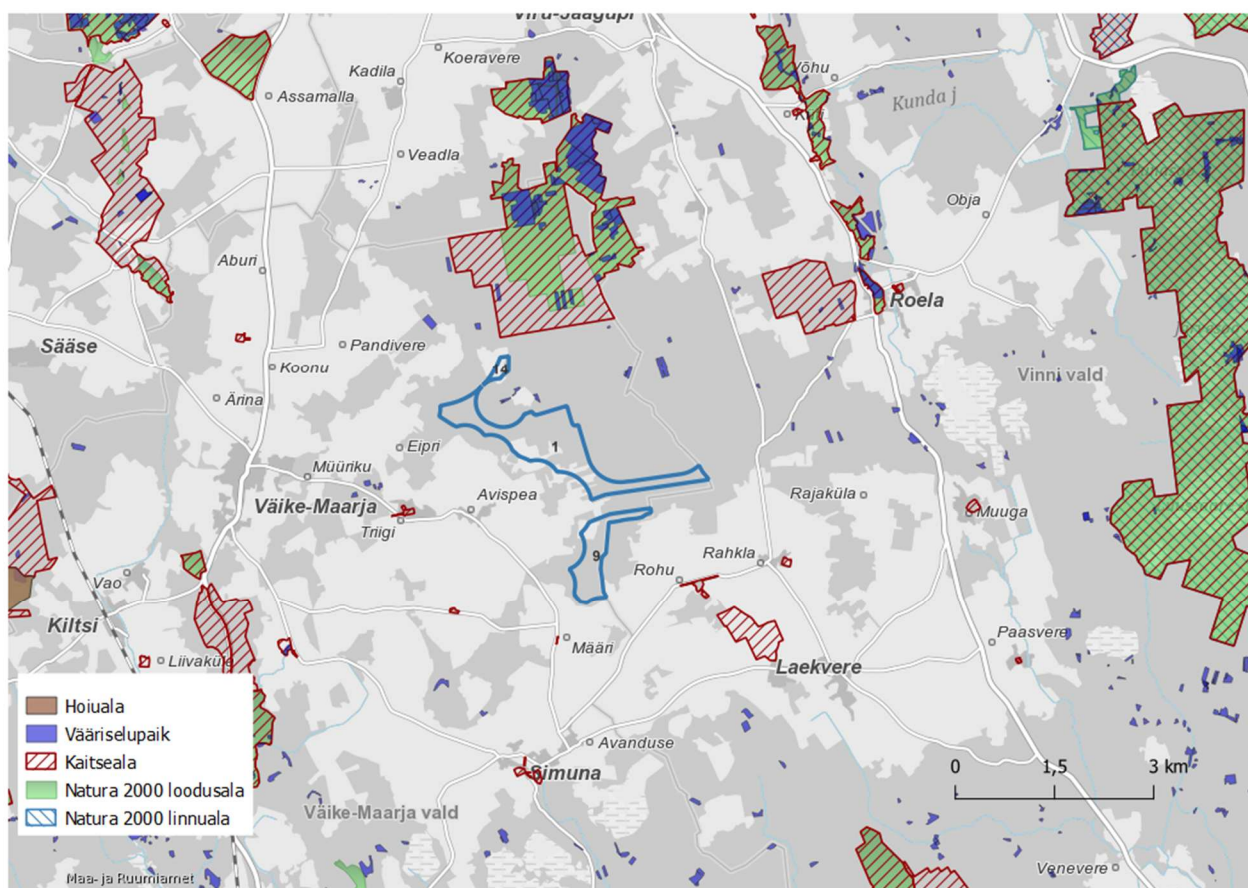 Viru-Jaagupi
Koeravere
Kadila
Võhu
Assamalla
Kunda j
Veadla
Obja
Aburi
Roela
Pandivere
Sääse
Koonu
Vinni vald
14
Ärina
Eipri
1
Müüriku
Avispea
Rajaküla
Väike-Maarja
Muuga
Triigi
9
Rahkla
Rohu
Vao
Kiltsi
Määri
Paasvere
Liivaküla
Laekvere
Hoiuala
Vääriselupaik
Kaitseala
Natura 2000 loodusala
Natura 2000 linnuala
Avanduse
Simuna
0 1,5 3 km
Väike-Maarja vald
Venevere
Maa- ja Ruumiamet